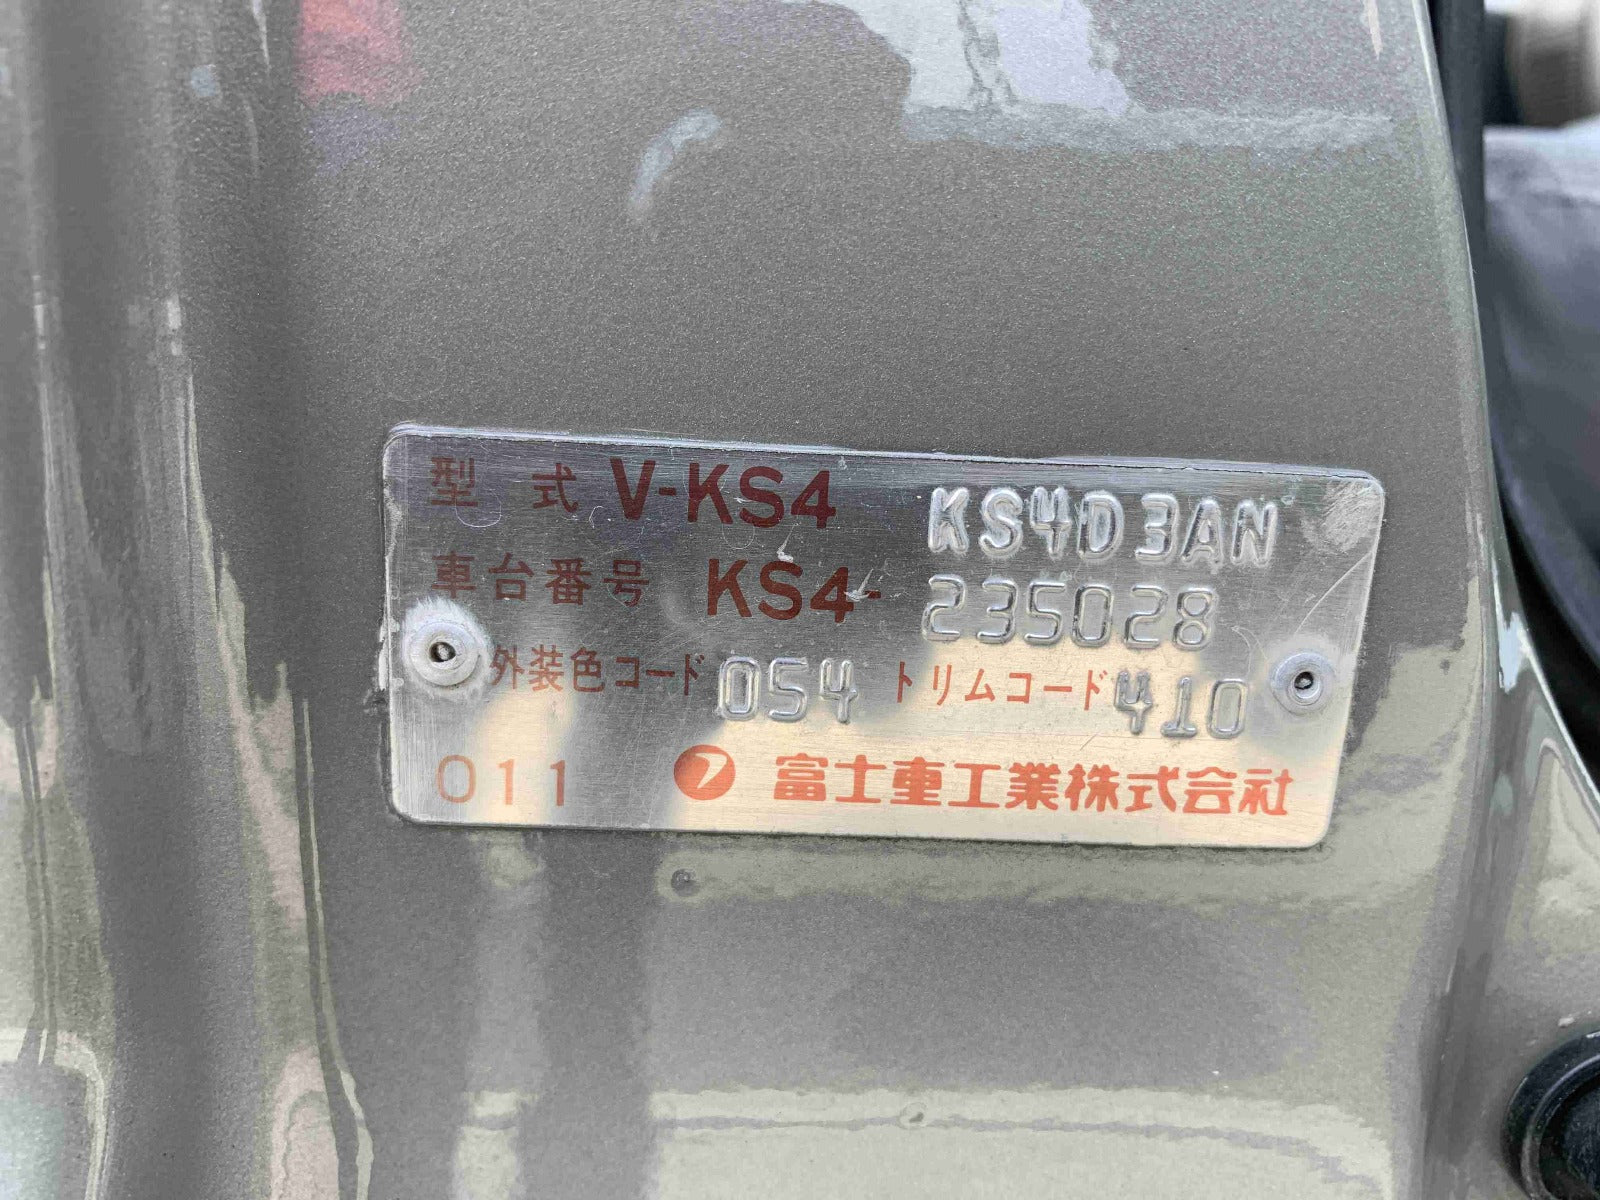 型 式 V-KS4 KS4D3AN
車台番号 KS4- 235028
外装色コード 054 トリムコード 410
011 フ 富士重工業株式会社